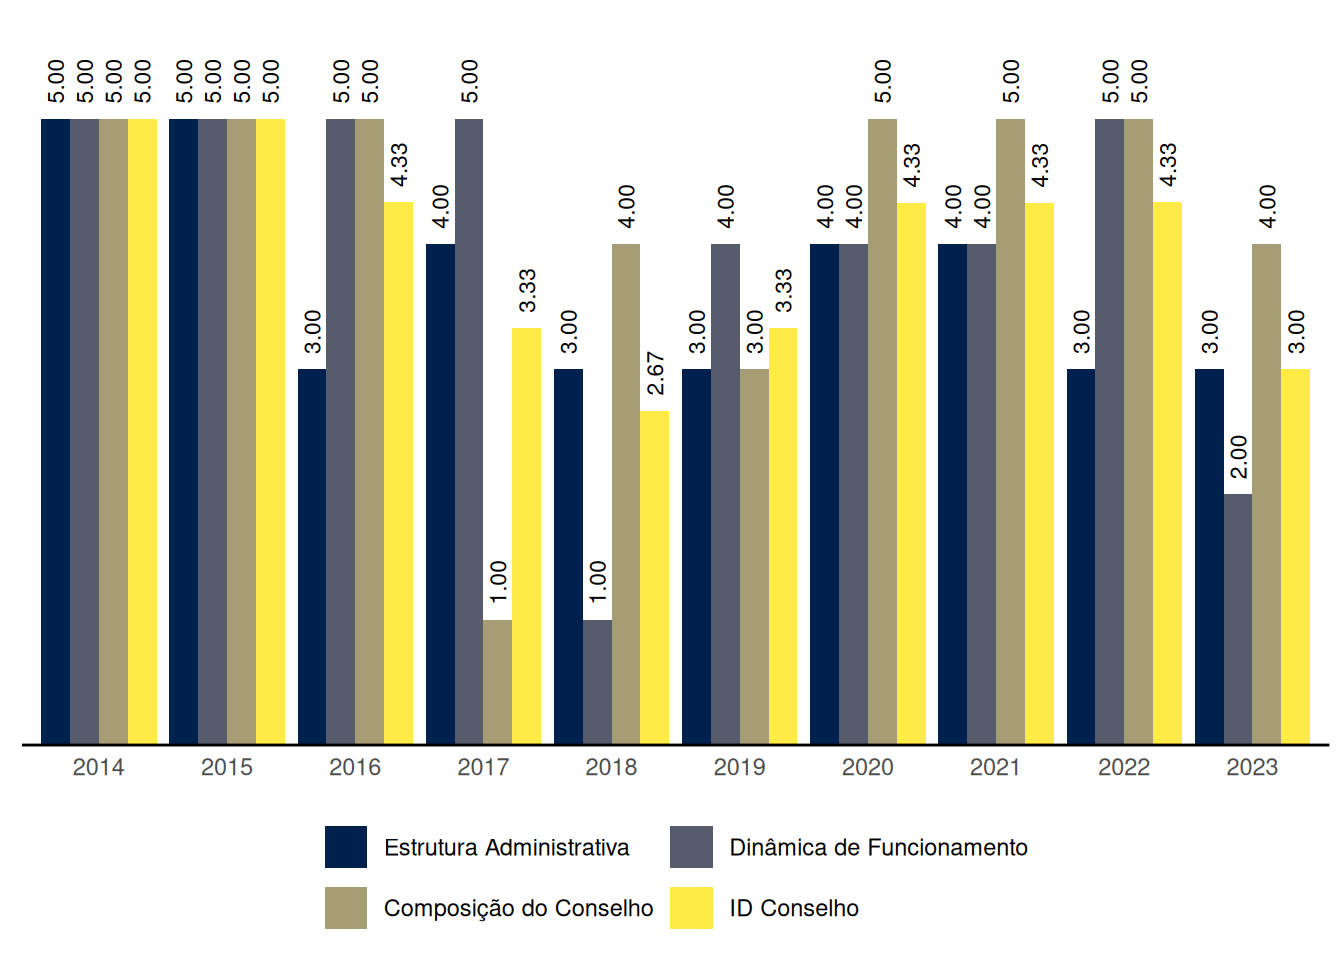 5.00 5.00 5.00 5.00 5.00 5.00 5.00 5.00 3.00 5.00 5.00 4.33 4.00 5.00 1.00 3.33 3.00 1.00 4.00 2.67 3.00 4.00 3.00 3.33 4.00 4.00 5.00 4.33 4.00 4.00 5.00 4.33 3.00 5.00 5.00 4.33 3.00 2.00 4.00 3.00
2014 2015 2016 2017 2018 2019 2020 2021 2022 2023
Estrutura Administrativa Dinâmica de Funcionamento
Composição do Conselho ID Conselho